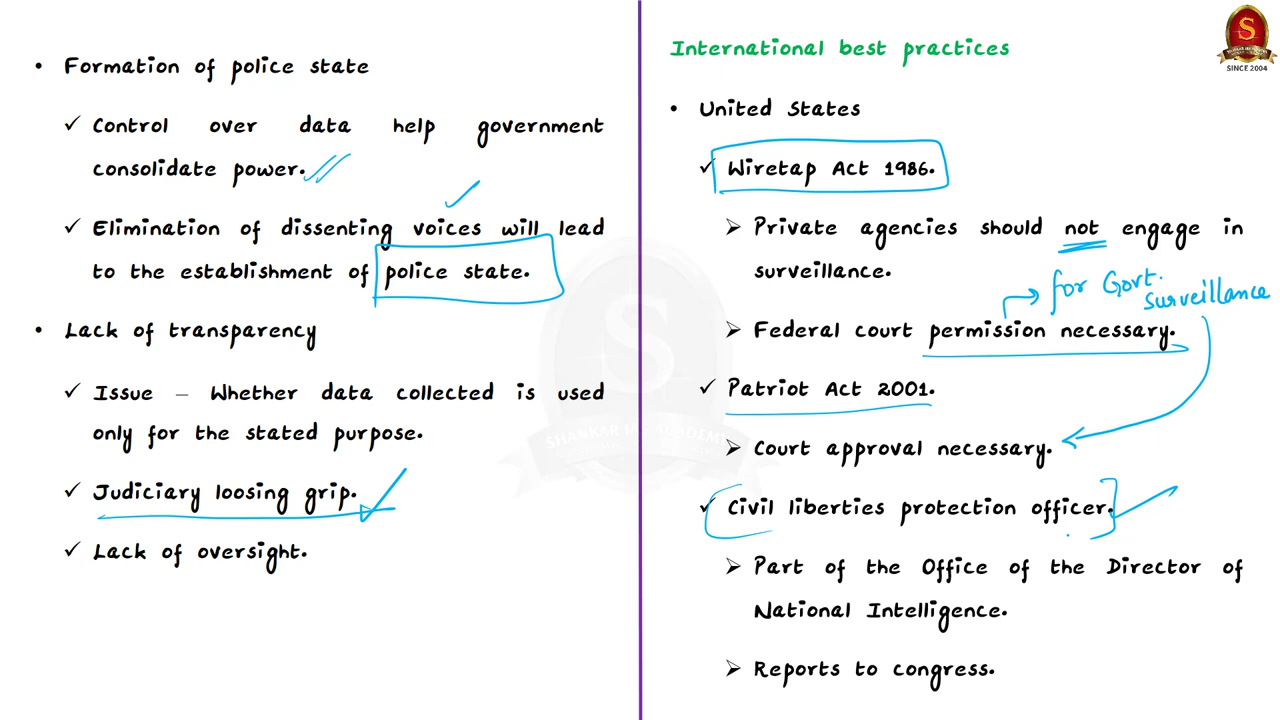 • Formation of police state
✓ Control over data help government
consolidate power.
✓ Elimination of dissenting voices will lead
to the establishment of police state.
• Lack of transparency
✓ Issue – Whether data collected is used
only for the stated purpose.
✓ Judiciary loosing grip.
✓ Lack of oversight.
International best practices
• United States
✓ Wiretap Act 1986.
➢ Private agencies should not engage in
surveillance.
for Govt.
Surveillance
➢ Federal court permission necessary.
✓ Patriot Act 2001.
➢ Court approval necessary.
✓ Civil liberties protection officer.
➢ Part of the Office of the Director of
National Intelligence.
➢ Reports to congress.
S
SINCE 2004
S